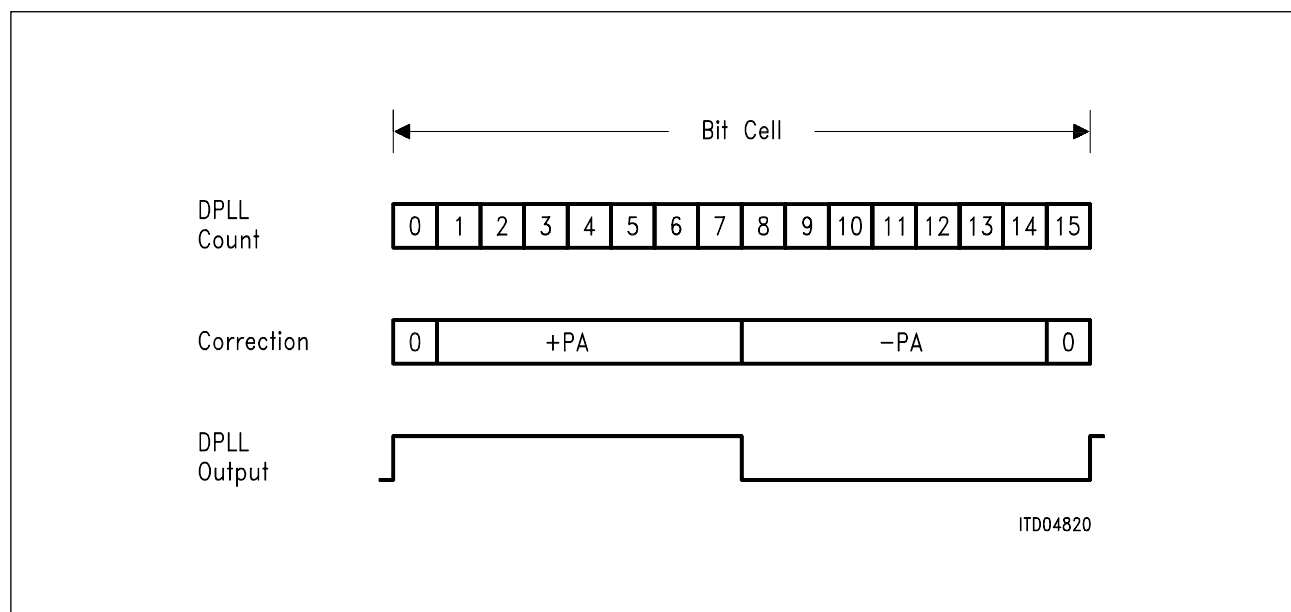 Bit Cell
DPLL
Count
0 1 2 3 4 5 6 7 8 9 10 11 12 13 14 15
Correction
0 +PA -PA 0
DPLL
Output
ITD04820